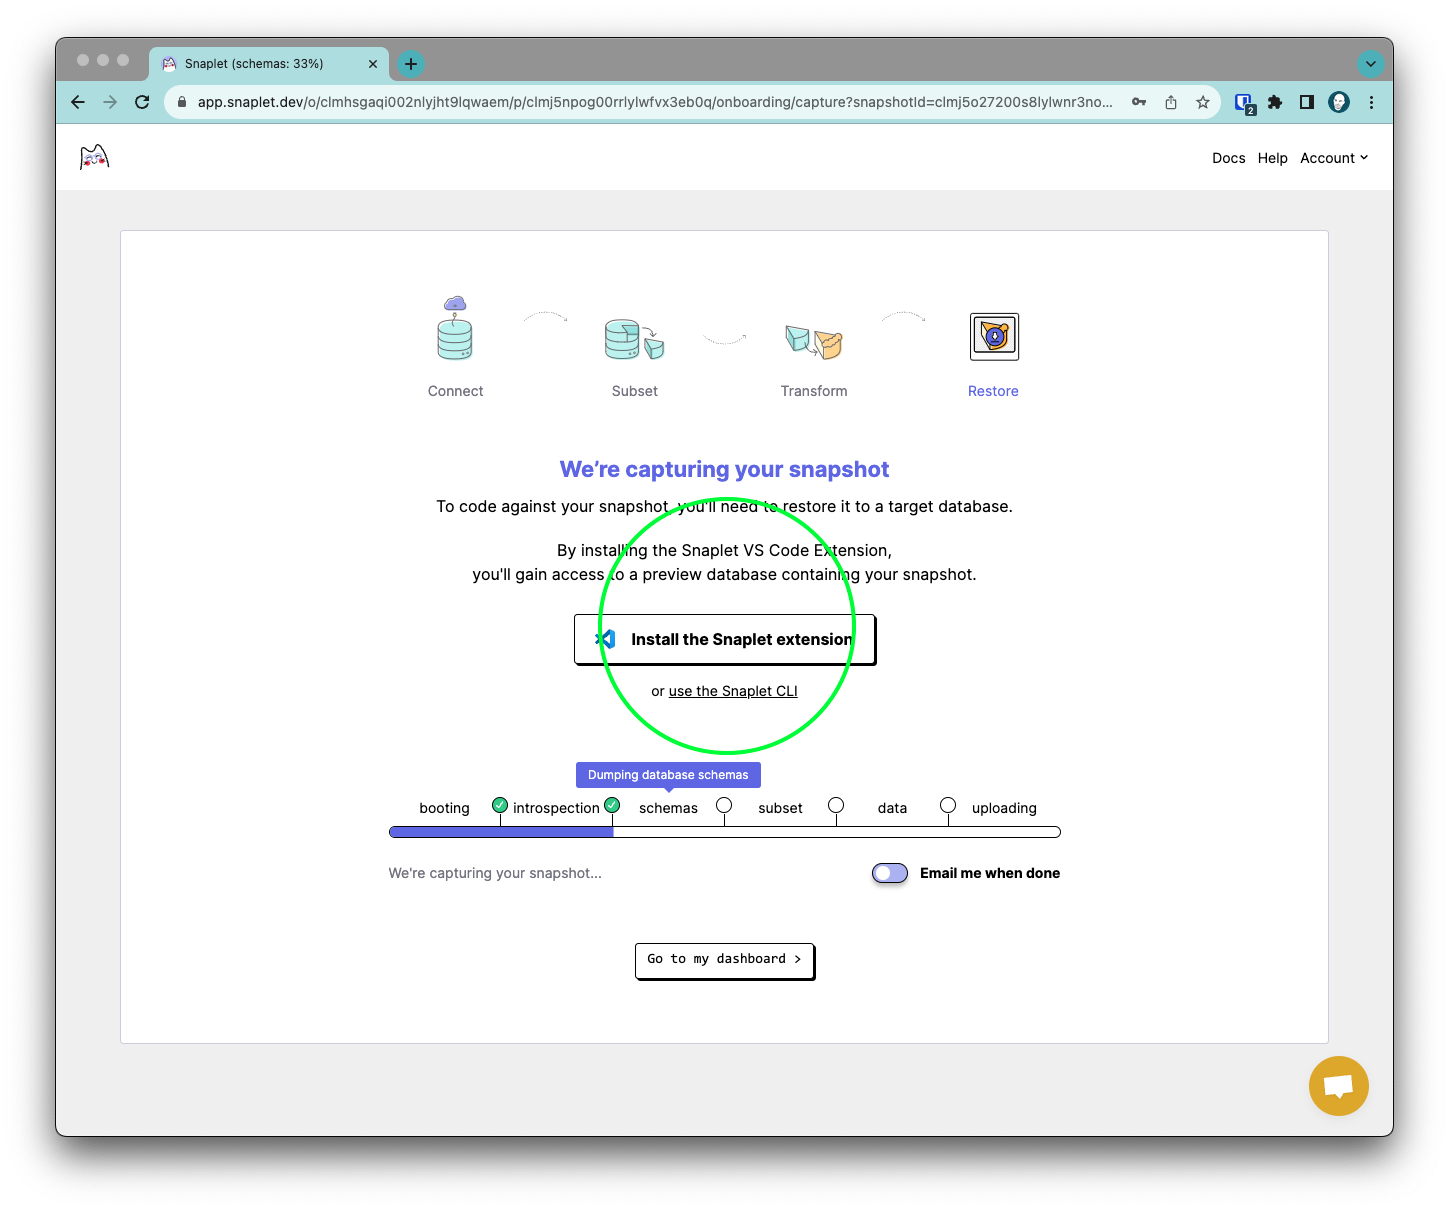 Snaplet (schemas: 33%)
app.snaplet.dev/o/clmhsgaqi002nlyjht9lqwaem/p/clmj5npog00rrlylwfvx3eb0q/onboarding/capture?snapshotId=clmj5o27200s8lylwnr3no...
2
Docs Help Account
Connect Subset Transform Restore
We're capturing your snapshot
To code against your snapshot, you'll need to restore it to a target database.
By installing the Snaplet VS Code Extension,
you'll gain access to a preview database containing your snapshot.
Install the Snaplet extension
or use the Snaplet CLI
Dumping database schemas
booting introspection schemas subset data uploading
We're capturing your snapshot...
Email me when done
Go to my dashboard >